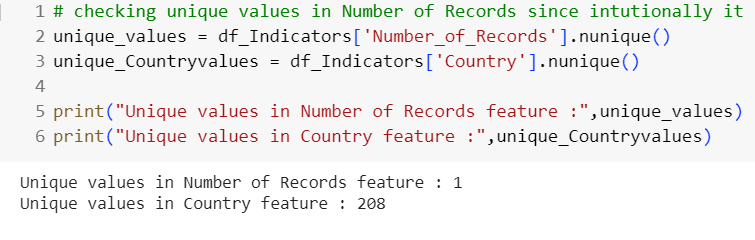 1 # checking unique values in Number of Records since intutionally it
2 unique_values = df_Indicators['Number_of_Records'].nunique()
3 unique_Countryvalues = df_Indicators['Country'].nunique()
4
5 print("Unique values in Number of Records feature :",unique_values)
6 print("Unique values in Country feature :",unique_Countryvalues)
Unique values in Number of Records feature : 1
Unique values in Country feature : 208